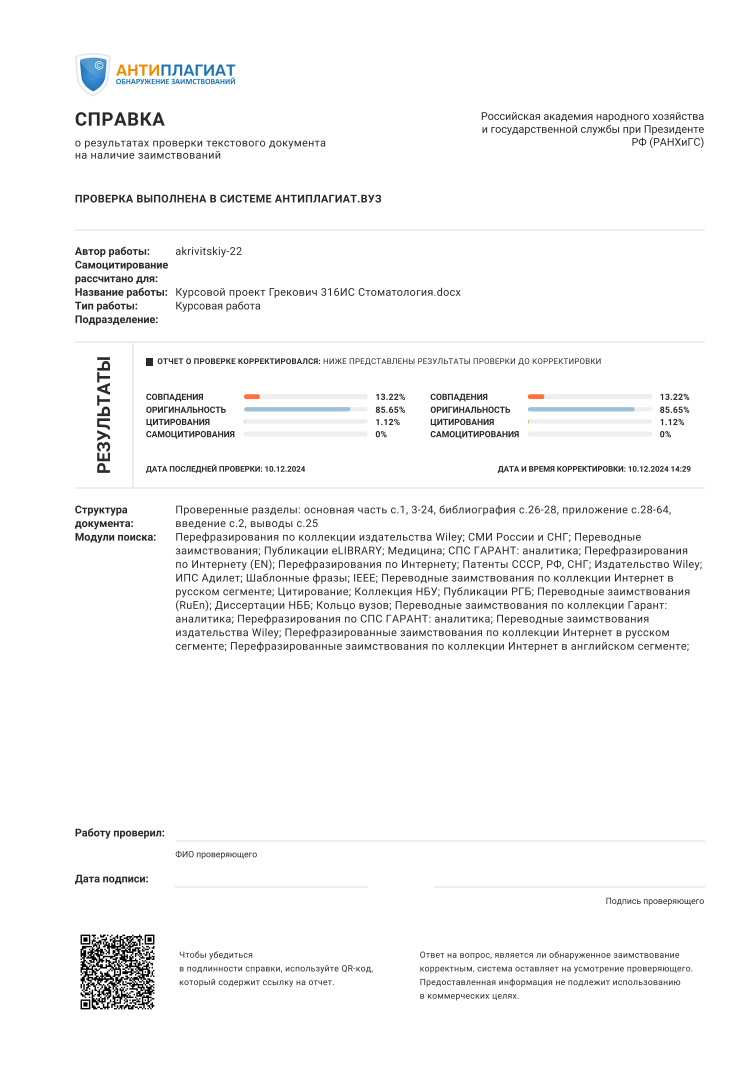 ©
АНТИПЛАГИАТ
ОБНАРУЖЕНИЕ ЗАИМСТВОВАНИЙ
СПРАВКА
о результатах проверки текстового документа
на наличие заимствований
Российская академия народного хозяйства
и государственной службы при Президенте
РФ (РАНХиГС)
ПРОВЕРКА ВЫПОЛНЕНА В СИСТЕМЕ АНТИПЛАГИАТ.ВУЗ
Автор работы: akrivitskiy-22
Самоцитирование
рассчитано для:
Название работы: Курсовой проект Грекович 316ИС Стоматология.docx
Тип работы: Курсовая работа
Подразделение:
РЕЗУЛЬТАТЫ
ОТЧЕТ О ПРОВЕРКЕ КОРРЕКТИРОВАЛСЯ: НИЖЕ ПРЕДСТАВЛЕНЫ РЕЗУЛЬТАТЫ ПРОВЕРКИ ДО КОРРЕКТИРОВКИ
СОВПАДЕНИЯ 13.22%
ОРИГИНАЛЬНОСТЬ 85.65%
ЦИТИРОВАНИЯ 1.12%
САМОЦИТИРОВАНИЯ 0%
СОВПАДЕНИЯ 13.22%
ОРИГИНАЛЬНОСТЬ 85.65%
ЦИТИРОВАНИЯ 1.12%
САМОЦИТИРОВАНИЯ 0%
ДАТА ПОСЛЕДНЕЙ ПРОВЕРКИ: 10.12.2024
ДАТА И ВРЕМЯ КОРРЕКТИРОВКИ: 10.12.2024 14:29
Структура
документа:
Проверенные разделы: основная часть с.1, 3-24, библиография с.26-28, приложение с.28-64,
введение с.2, выводы с.25
Модули поиска: Перефразирования по коллекции издательства Wiley; СМИ России и СНГ; Переводные
заимствования; Публикации eLIBRARY; Медицина; СПС ГАРАНТ: аналитика; Перефразирования
по Интернету (EN); Перефразирования по Интернету; Патенты СССР, РФ, СНГ; Издательство Wiley;
ИПС Адилет; Шаблонные фразы; IEEE; Переводные заимствования по коллекции Интернет в
русском сегменте; Цитирование; Коллекция НБУ; Публикации РГБ; Переводные заимствования
(RuEn); Диссертации НББ; Кольцо вузов; Переводные заимствования по коллекции Гарант:
аналитика; Перефразирования по СПС ГАРАНТ: аналитика; Переводные заимствования
издательства Wiley; Перефразированные заимствования по коллекции Интернет в русском
сегменте; Перефразированные заимствования по коллекции Интернет в английском сегменте;
Работу проверил:
ФИО проверяющего
Дата подписи:
Подпись проверяющего
Чтобы убедиться
в подлинности справки, используйте QR-код,
который содержит ссылку на отчет.
Ответ на вопрос, является ли обнаруженное заимствование
корректным, система оставляет на усмотрение проверяющего.
Предоставленная информация не подлежит использованию
в коммерческих целях.